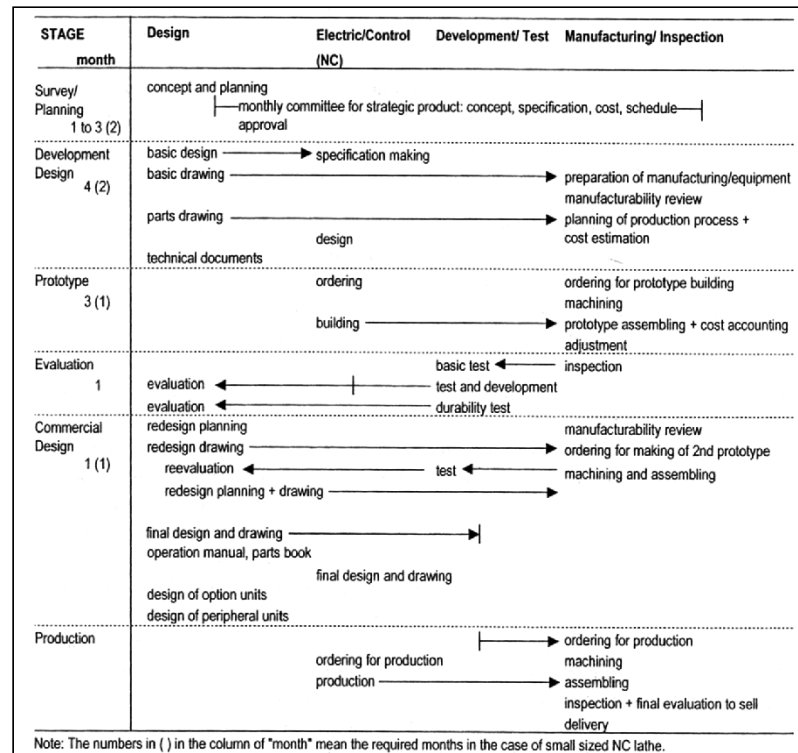 STAGE Design Electric/Control Development/ Test Manufacturing/ Inspection
month (NC)
Survey/ concept and planning
Planning monthly committee for strategic product: concept, specification, cost, schedule
1 to 3 (2) approval
Development basic design specification making
Design basic drawing preparation of manufacturing/equipment
4 (2) manufacturability review
parts drawing planning of production process +
design cost estimation
technical documents
Prototype ordering ordering for prototype building
3 (1) machining
building prototype assembling + cost accounting
adjustment
Evaluation basic test inspection
1 evaluation test and development
evaluation durability test
Commercial redesign planning manufacturability review
Design redesign drawing ordering for making of 2nd prototype
1 (1) reevaluation test machining and assembling
redesign planning + drawing
final design and drawing
operation manual, parts book
final design and drawing
design of option units
design of peripheral units
Production ordering for production
ordering for production machining
production assembling
inspection + final evaluation to sell
delivery
Note: The numbers in ( ) in the column of "month" mean the required months in the case of small sized NC lathe.